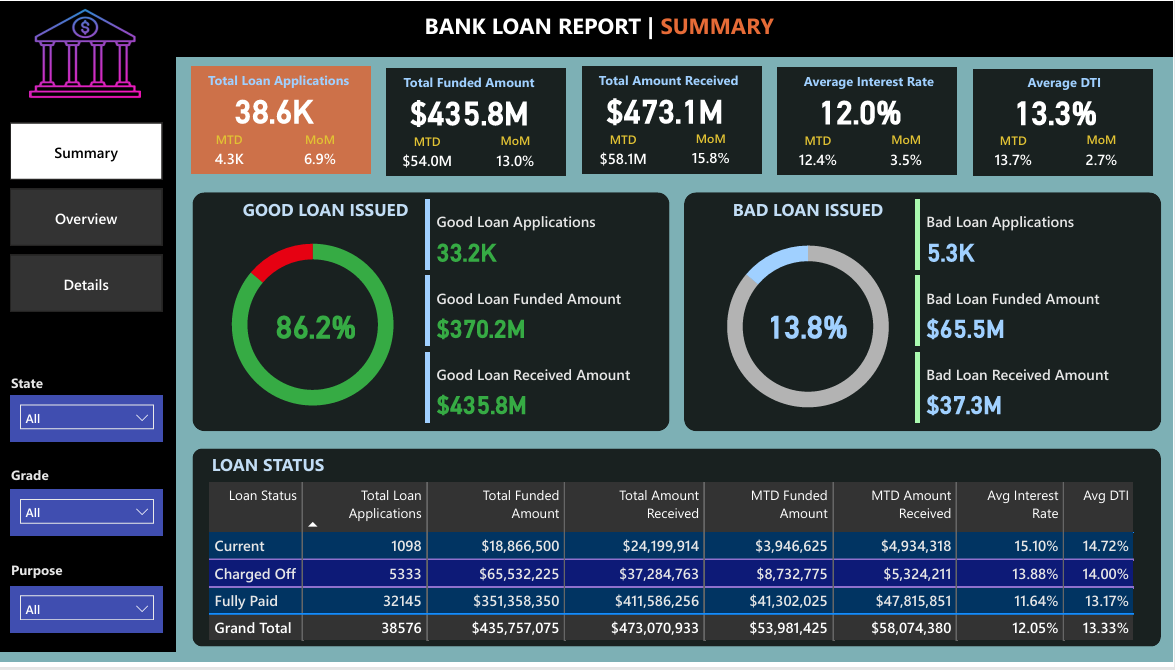 $
BANK LOAN REPORT | SUMMARY
Summary
Overview
Details
State
All
Grade
All
Purpose
All
Total Loan Applications
38.6K
MTD MoM
4.3K 6.9%
Total Funded Amount
$435.8M
MTD MoM
$54.0M 13.0%
Total Amount Received
$473.1M
MTD MoM
$58.1M 15.8%
Average Interest Rate
12.0%
MTD MoM
12.4% 3.5%
Average DTI
13.3%
MTD MoM
13.7% 2.7%
GOOD LOAN ISSUED
86.2%
Good Loan Applications
33.2K
Good Loan Funded Amount
$370.2M
Good Loan Received Amount
$435.8M
BAD LOAN ISSUED
13.8%
Bad Loan Applications
5.3K
Bad Loan Funded Amount
$65.5M
Bad Loan Received Amount
$37.3M
LOAN STATUS
Loan Status Total Loan Total Funded Total Amount MTD Funded MTD Amount Avg Interest Avg DTI
Applications Amount Received Amount Received Rate
Current 1098 $18,866,500 $24,199,914 $3,946,625 $4,934,318 15.10% 14.72%
Charged Off 5333 $65,532,225 $37,284,763 $8,732,775 $5,324,211 13.88% 14.00%
Fully Paid 32145 $351,358,350 $411,586,256 $41,302,025 $47,815,851 11.64% 13.17%
Grand Total 38576 $435,757,075 $473,070,933 $53,981,425 $58,074,380 12.05% 13.33%